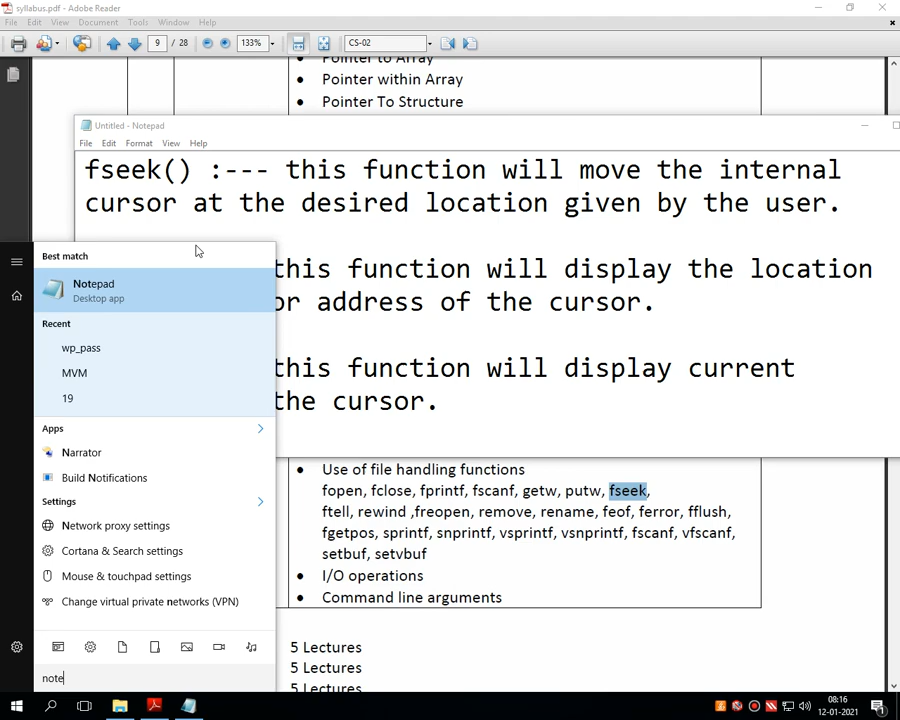 syllabus.pdf - Adobe Reader
File Edit View Document Tools Window Help
9 / 28 133% CS-02
Pointer to Array
• Pointer within Array
• Pointer To Structure
Untitled - Notepad
File Edit Format View Help
fseek() :--- this function will move the internal
cursor at the desired location given by the user.
this function will display the location
or address of the cursor.
this function will display current
the cursor.
Best match
Notepad
Desktop app
Recent
wp_pass
MVM
19
Apps
Narrator
Build Notifications
Settings
Network proxy settings
Cortana & Search settings
Mouse & touchpad settings
Change virtual private networks (VPN)
note
• Use of file handling functions
fopen, fclose, fprintf, fscanf, getw, putw, fseek,
ftell, rewind ,freopen, remove, rename, feof, ferror, fflush,
fgetpos, sprintf, snprintf, vsprintf, vsnprintf, fscanf, vfscanf,
setbuf, setvbuf
• I/O operations
• Command line arguments
5 Lectures
5 Lectures
5 Lectures
08:16
12-01-2021